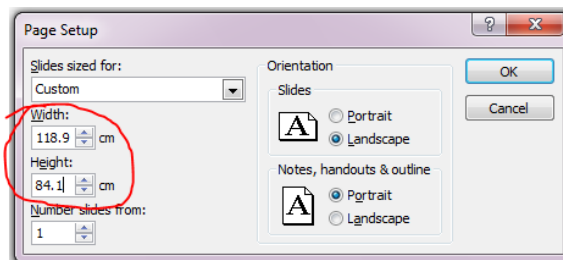 Page Setup
Slides sized for:
Custom
Width:
118.9 cm
Height:
84.1 cm
Number slides from:
1
Orientation
Slides
A
Portrait
Landscape
Notes, handouts & outline
A
Portrait
Landscape
OK
Cancel